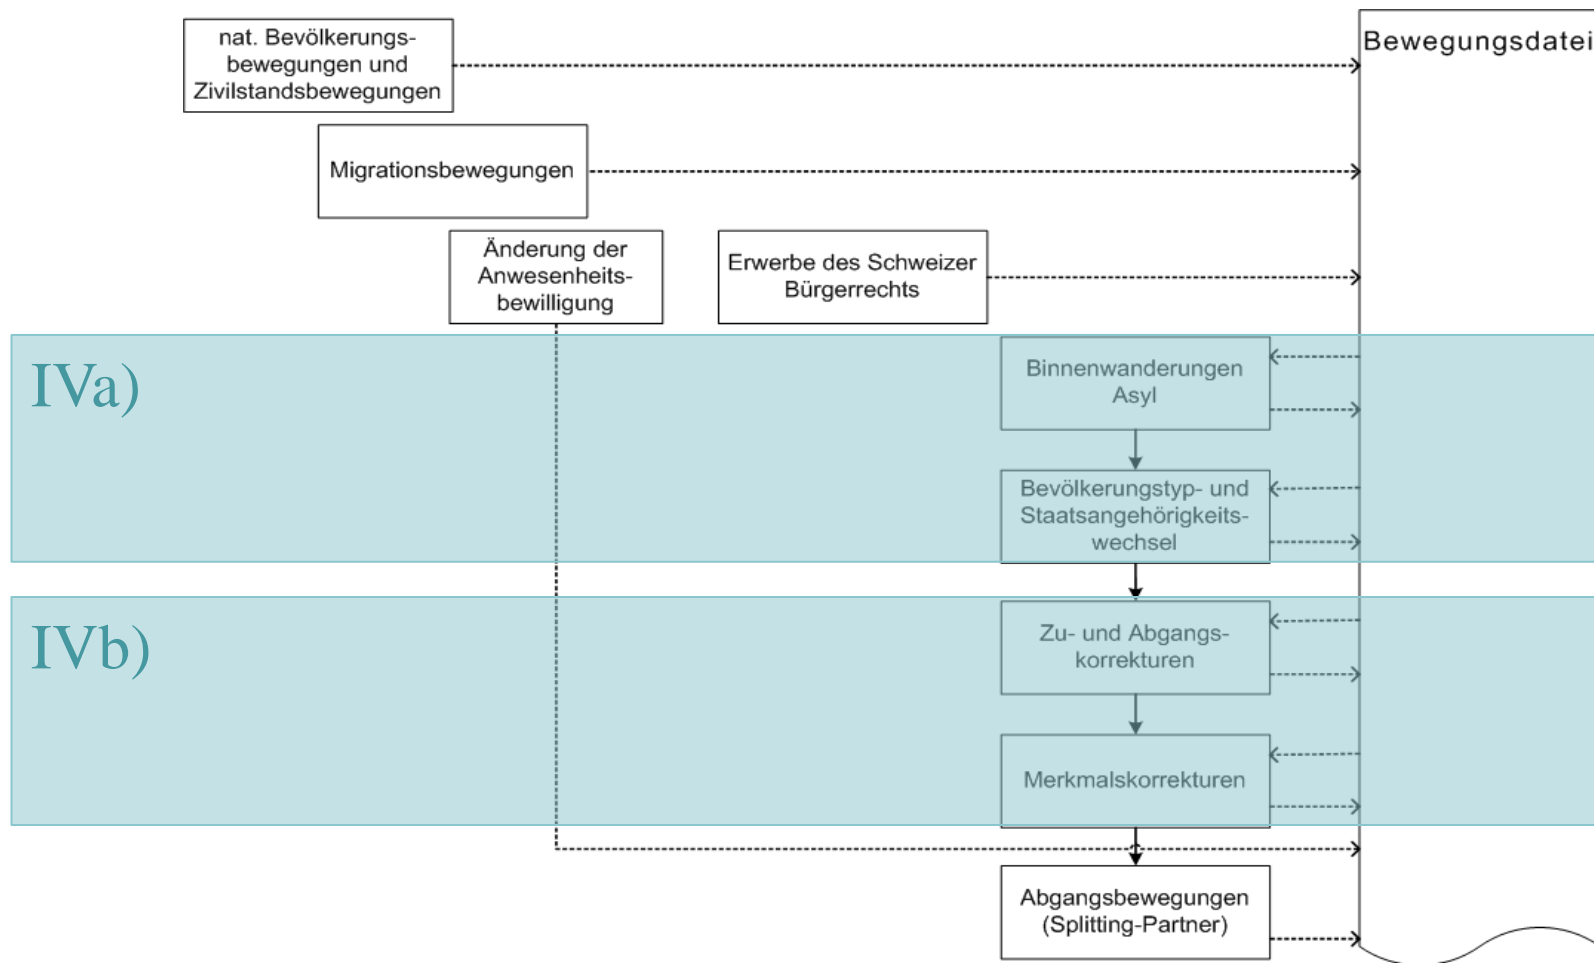 nat. Bevölkerungs-
bewegungen und
Zivilstandsbewegungen
Bewegungsdatei
Migrationsbewegungen
Änderung der
Anwesenheits-
bewilligung
Erwerbe des Schweizer
Bürgerrechts
IVa)
Binnenwanderungen
Asyl
Bevölkerungstyp- und
Staatsangehörigkeits-
wechsel
IVb)
Zu- und Abgangs-
korrekturen
Merkmalskorrekturen
Abgangsbewegungen
(Splitting-Partner)